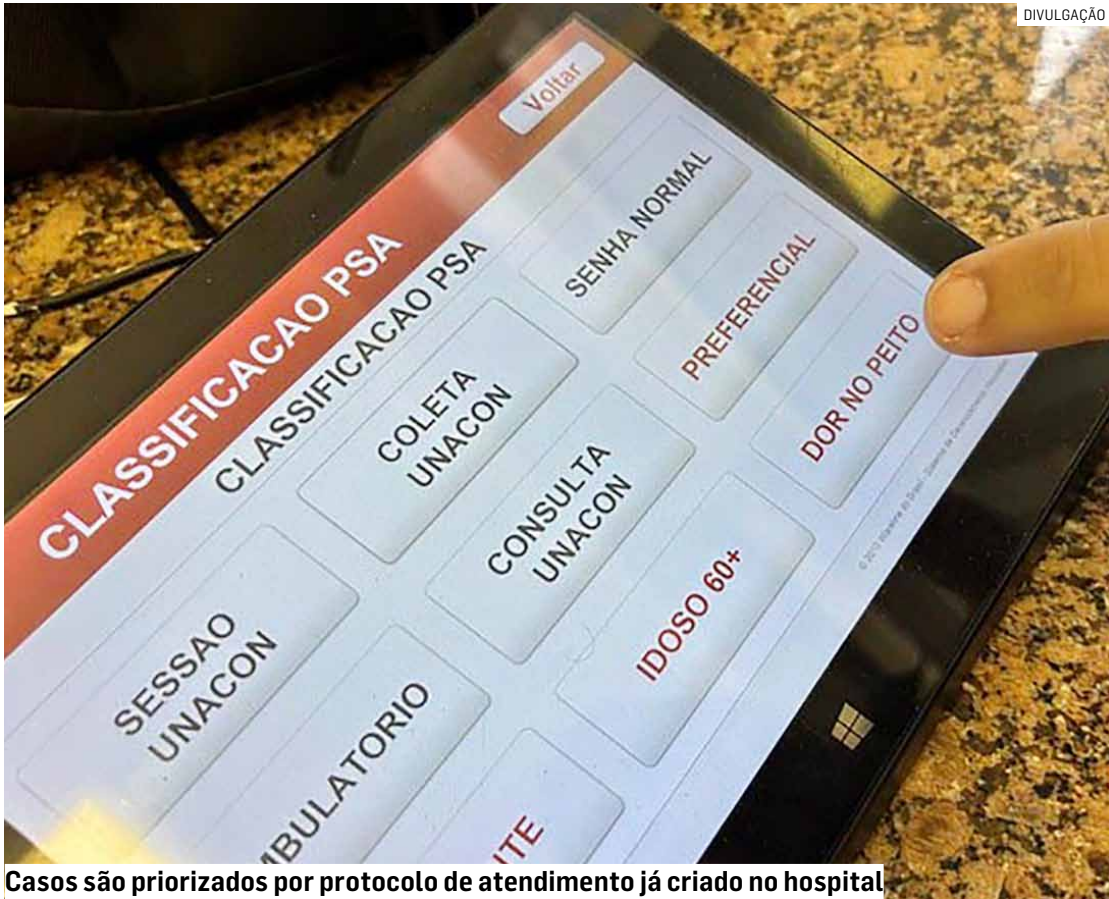 DIVULGAÇÃO
Voltar
CLASSIFICACAO PSA
CLASSIFICACAO PSA
SENHA NORMAL
COLETA
UNACON
PREFERENCIAL
SESSAO
UNACON
CONSULTA
UNACON
DOR NO PEITO
MBULATORIO
IDOSO 60+
Casos são priorizados por protocolo de atendimento já criado no hospital